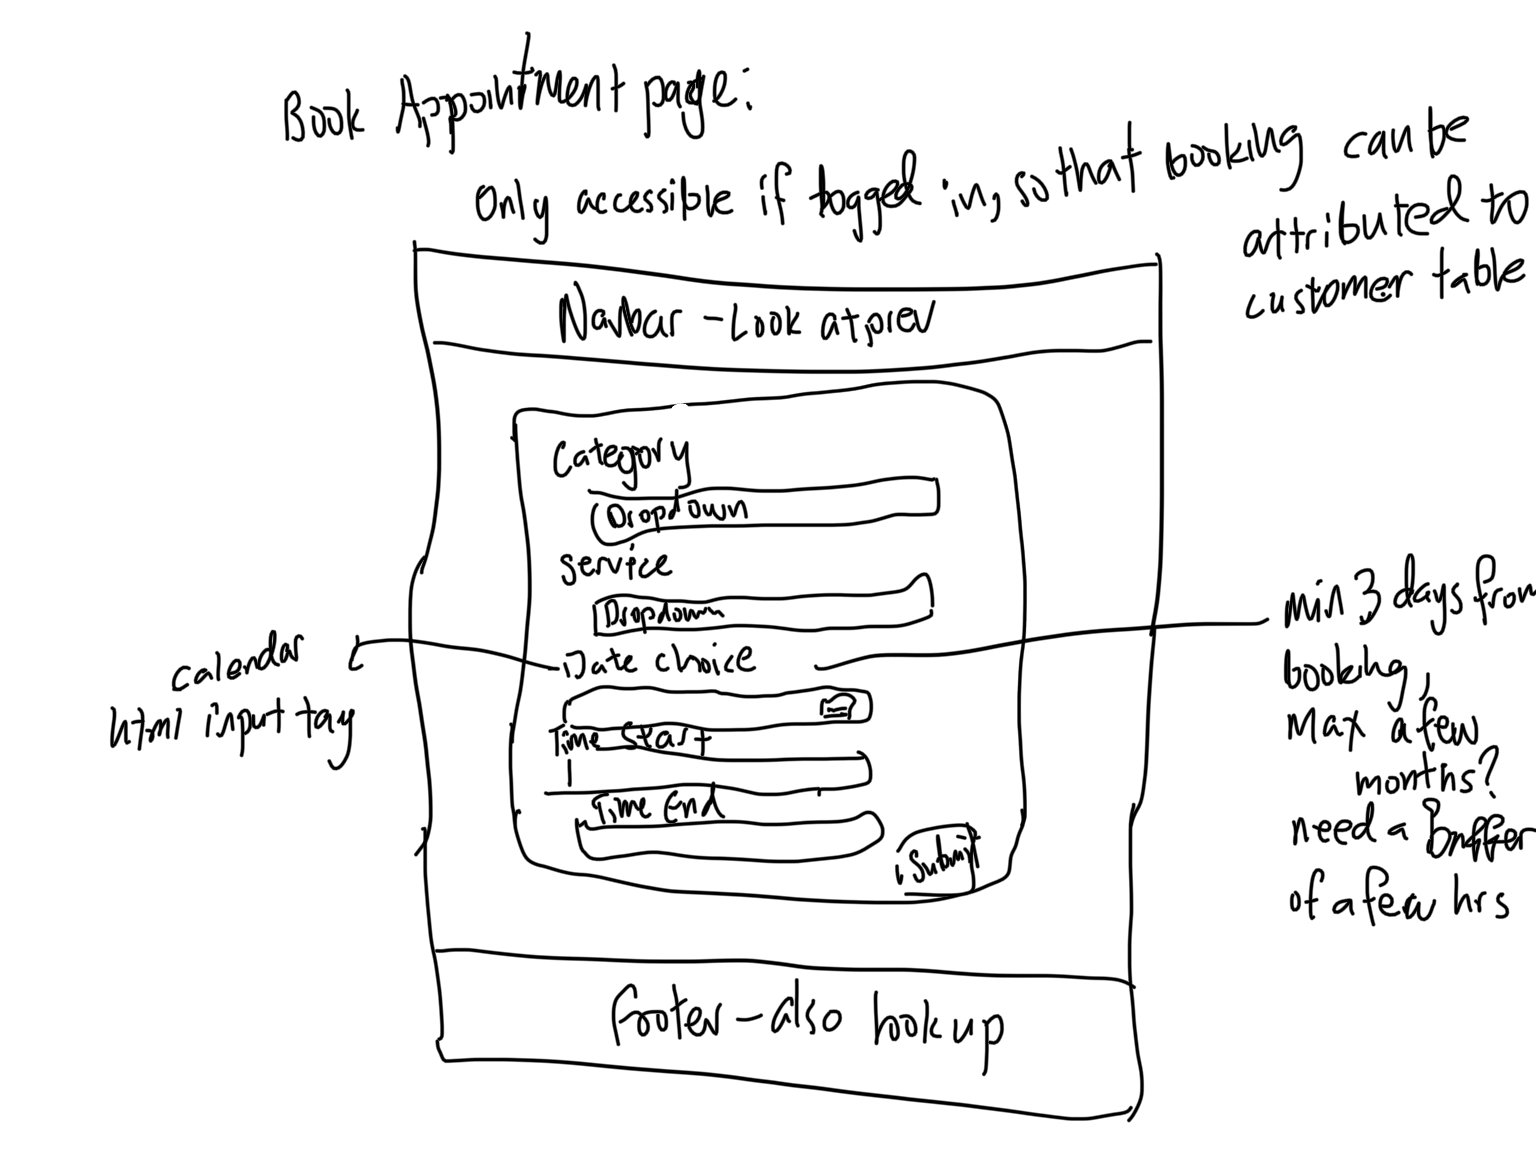 Book Appointment page:
Only accessible if logged in, so that booking can be
attributed to
customer table
Navbar - Look at prev
Category
Dropdown
Service
Dropdown
Date choice
calendar
html input tag
min 3 days from
booking,
Max a few
months?
need a buffer
of a few hrs
Time Start
Time End
Submit
Footer - also look up